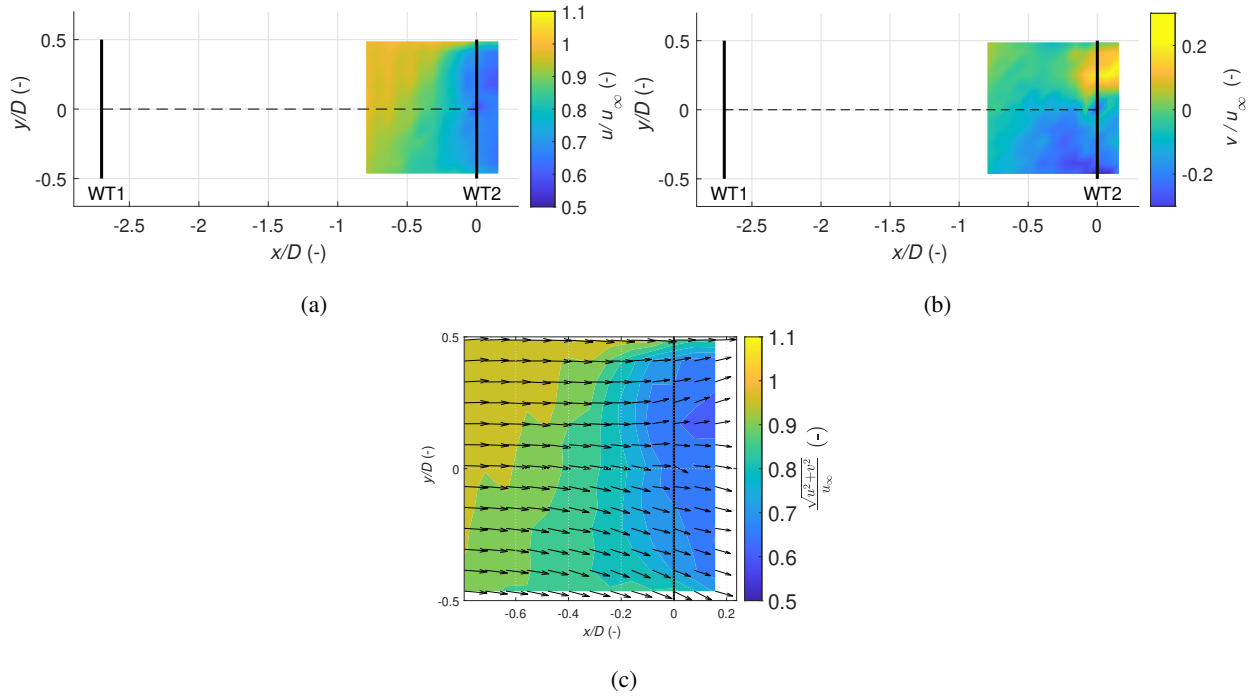 1.1
0.5
1
0.9
0
0.8
0.7
-0.5
0.6
WT1
WT2
0.5
-2.5
-2
-1.5
-1
-0.5
0
y/D (-)
x/D (-)
u/ u∞ (-)
(a)
0.5
0.2
0
0
-0.5
-0.2
WT1
WT2
-2.5
-2
-1.5
-1
-0.5
0
y/D (-)
x/D (-)
v / u∞ (-)
(b)
0.5
1.1
1
0.9
0
0.8
0.7
0.6
-0.5
0.5
-0.6
-0.4
-0.2
0
0.2
y/D (-)
x/D (-)
√u²+v²
u∞
(-)
(c)